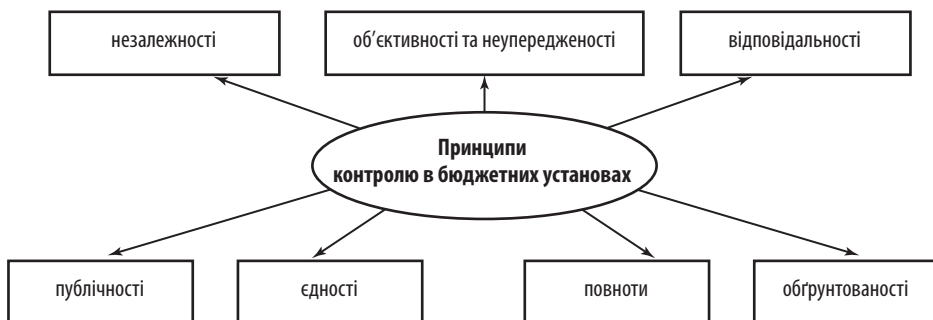 незалежності
об’єктивності та неупередженості
відповідальності
Принципи
контролю в бюджетних установах
публічності
єдності
повноти
обґрунтованості